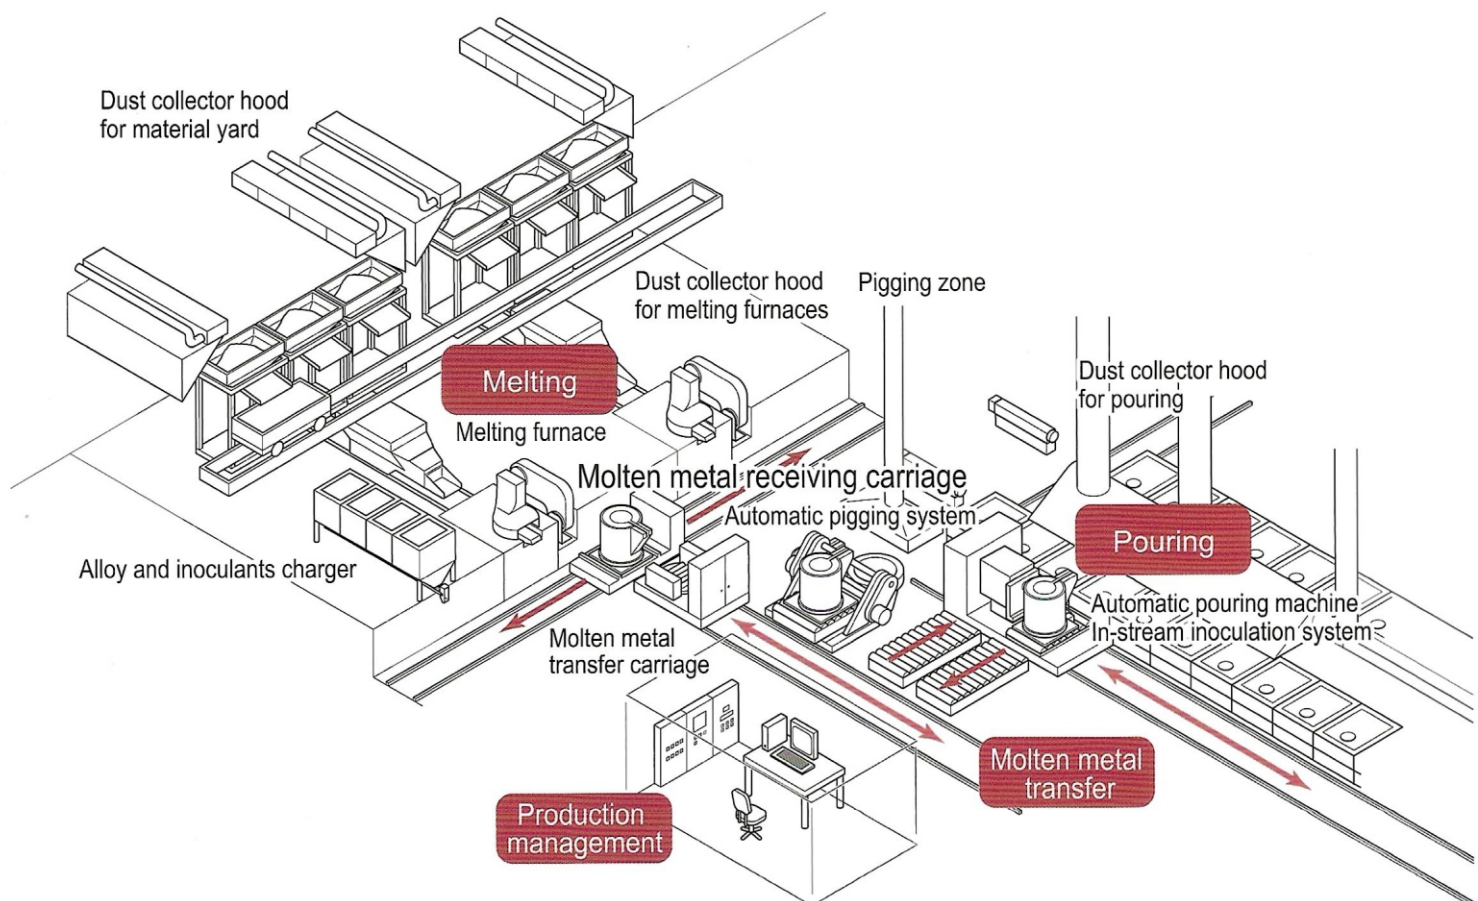 Dust collector hood
for material yard
Dust collector hood
for melting furnaces
Pigging zone
Dust collector hood
for pouring
Melting
Melting furnace
Molten metal receiving carriage
Automatic pigging system
Pouring
Alloy and inoculants charger
Automatic pouring machine
In-stream inoculation system
Molten metal
transfer carriage
Molten metal
transfer
Production
management